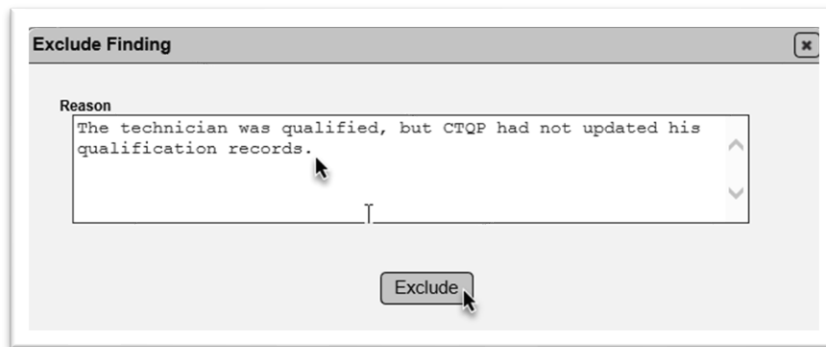 Exclude Finding
Reason
The technician was qualified, but CTQP had not updated his
qualification records.
Exclude